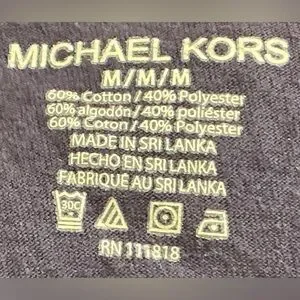 MICHAEL KORS
M/M/M
60% Cotton / 40% Polyester
60% algodón / 40% poliéster
60% Coton / 40% Polyester
MADE IN SRI LANKA
HECHO EN SRI LANKA
FABRIQUÉ AU SRI LANKA
30C
RN 111818